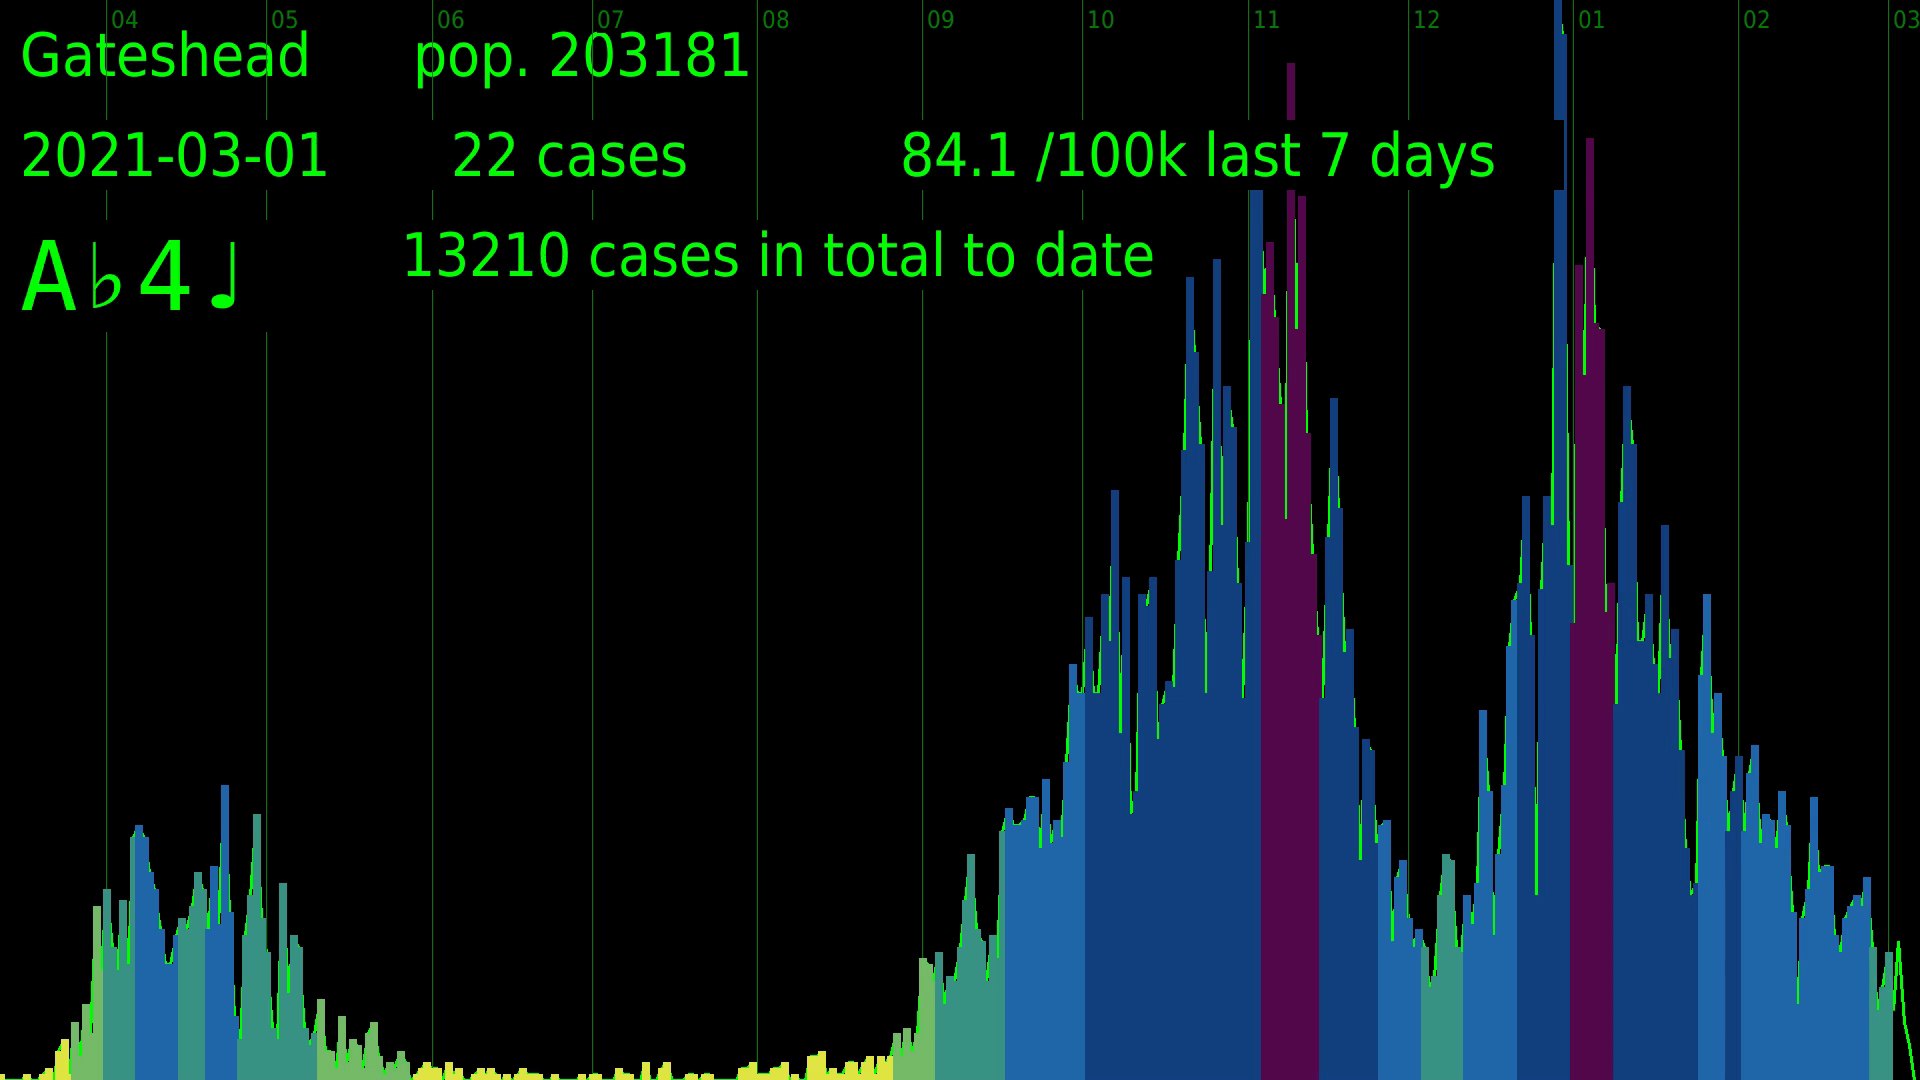 04 05 06 07 08 09 10 11 12 01 02 03
Gateshead pop. 203181
2021-03-01 22 cases 84.1 /100k last 7 days
A♭4♩ 13210 cases in total to date